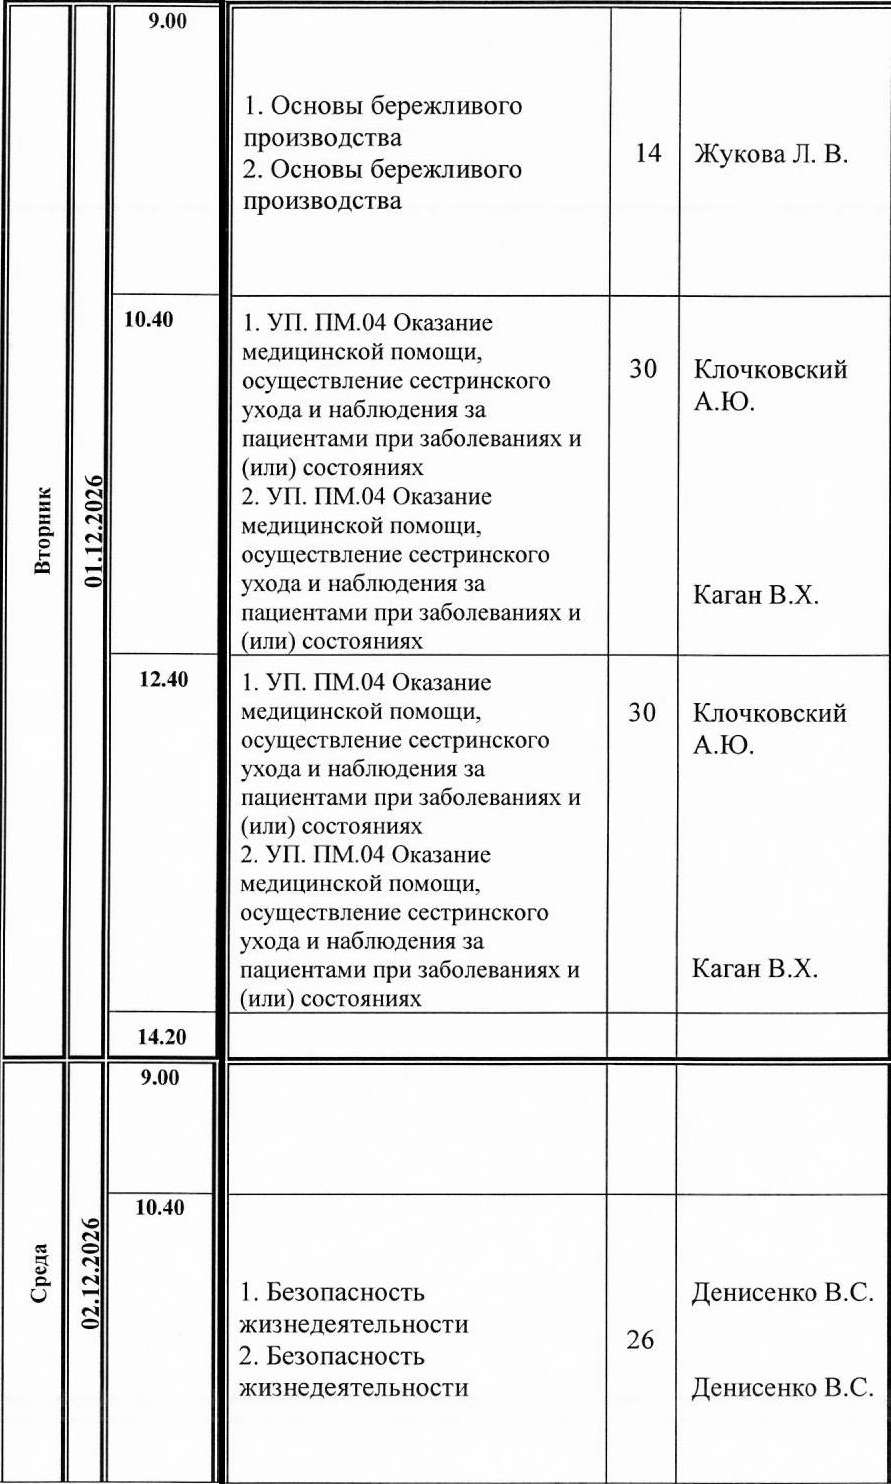 Вторник
01.12.2026
9.00
1. Основы бережливого
производства
2. Основы бережливого
производства
14
Жукова Л. В.
10.40
1. УП. ПМ.04 Оказание
медицинской помощи,
осуществление сестринского
ухода и наблюдения за
пациентами при заболеваниях и
(или) состояниях
2. УП. ПМ.04 Оказание
медицинской помощи,
осуществление сестринского
ухода и наблюдения за
пациентами при заболеваниях и
(или) состояниях
30
Клочковский
А.Ю.
Каган В.Х.
12.40
1. УП. ПМ.04 Оказание
медицинской помощи,
осуществление сестринского
ухода и наблюдения за
пациентами при заболеваниях и
(или) состояниях
2. УП. ПМ.04 Оказание
медицинской помощи,
осуществление сестринского
ухода и наблюдения за
пациентами при заболеваниях и
(или) состояниях
30
Клочковский
А.Ю.
Каган В.Х.
14.20
Среда
02.12.2026
9.00
10.40
1. Безопасность
жизнедеятельности
2. Безопасность
жизнедеятельности
26
Денисенко В.С.
Денисенко В.С.